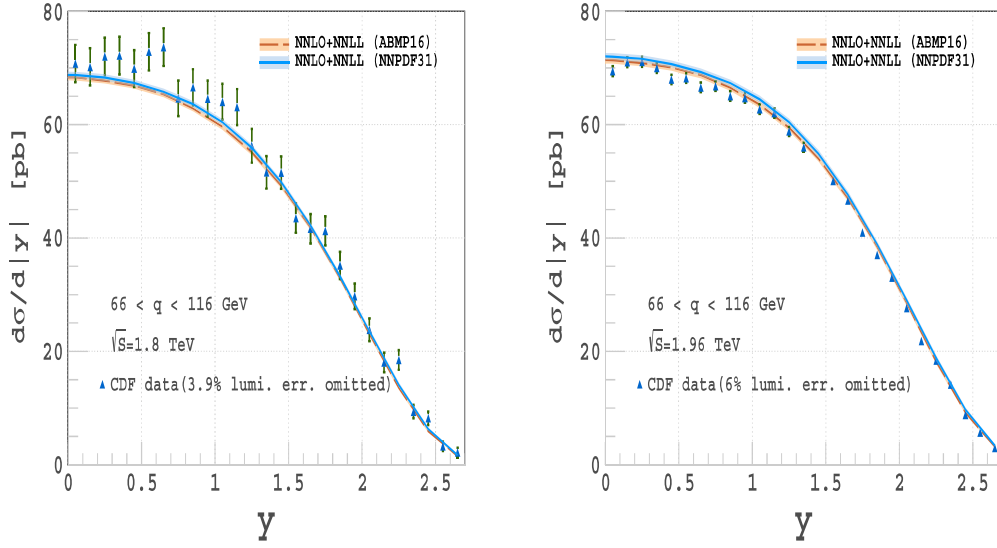 80
60
40
20
0
dσ/d|y| [pb]
NNLO+NNLL (ABMP16)
NNLO+NNLL (NNPDF31)
66 < q < 116 GeV
√S=1.8 TeV
CDF data(3.9% lumi. err. omitted)
0 0.5 1 1.5 2 2.5
y
80
60
40
20
0
dσ/d|y| [pb]
NNLO+NNLL (ABMP16)
NNLO+NNLL (NNPDF31)
66 < q < 116 GeV
√S=1.96 TeV
CDF data(6% lumi. err. omitted)
0 0.5 1 1.5 2 2.5
y